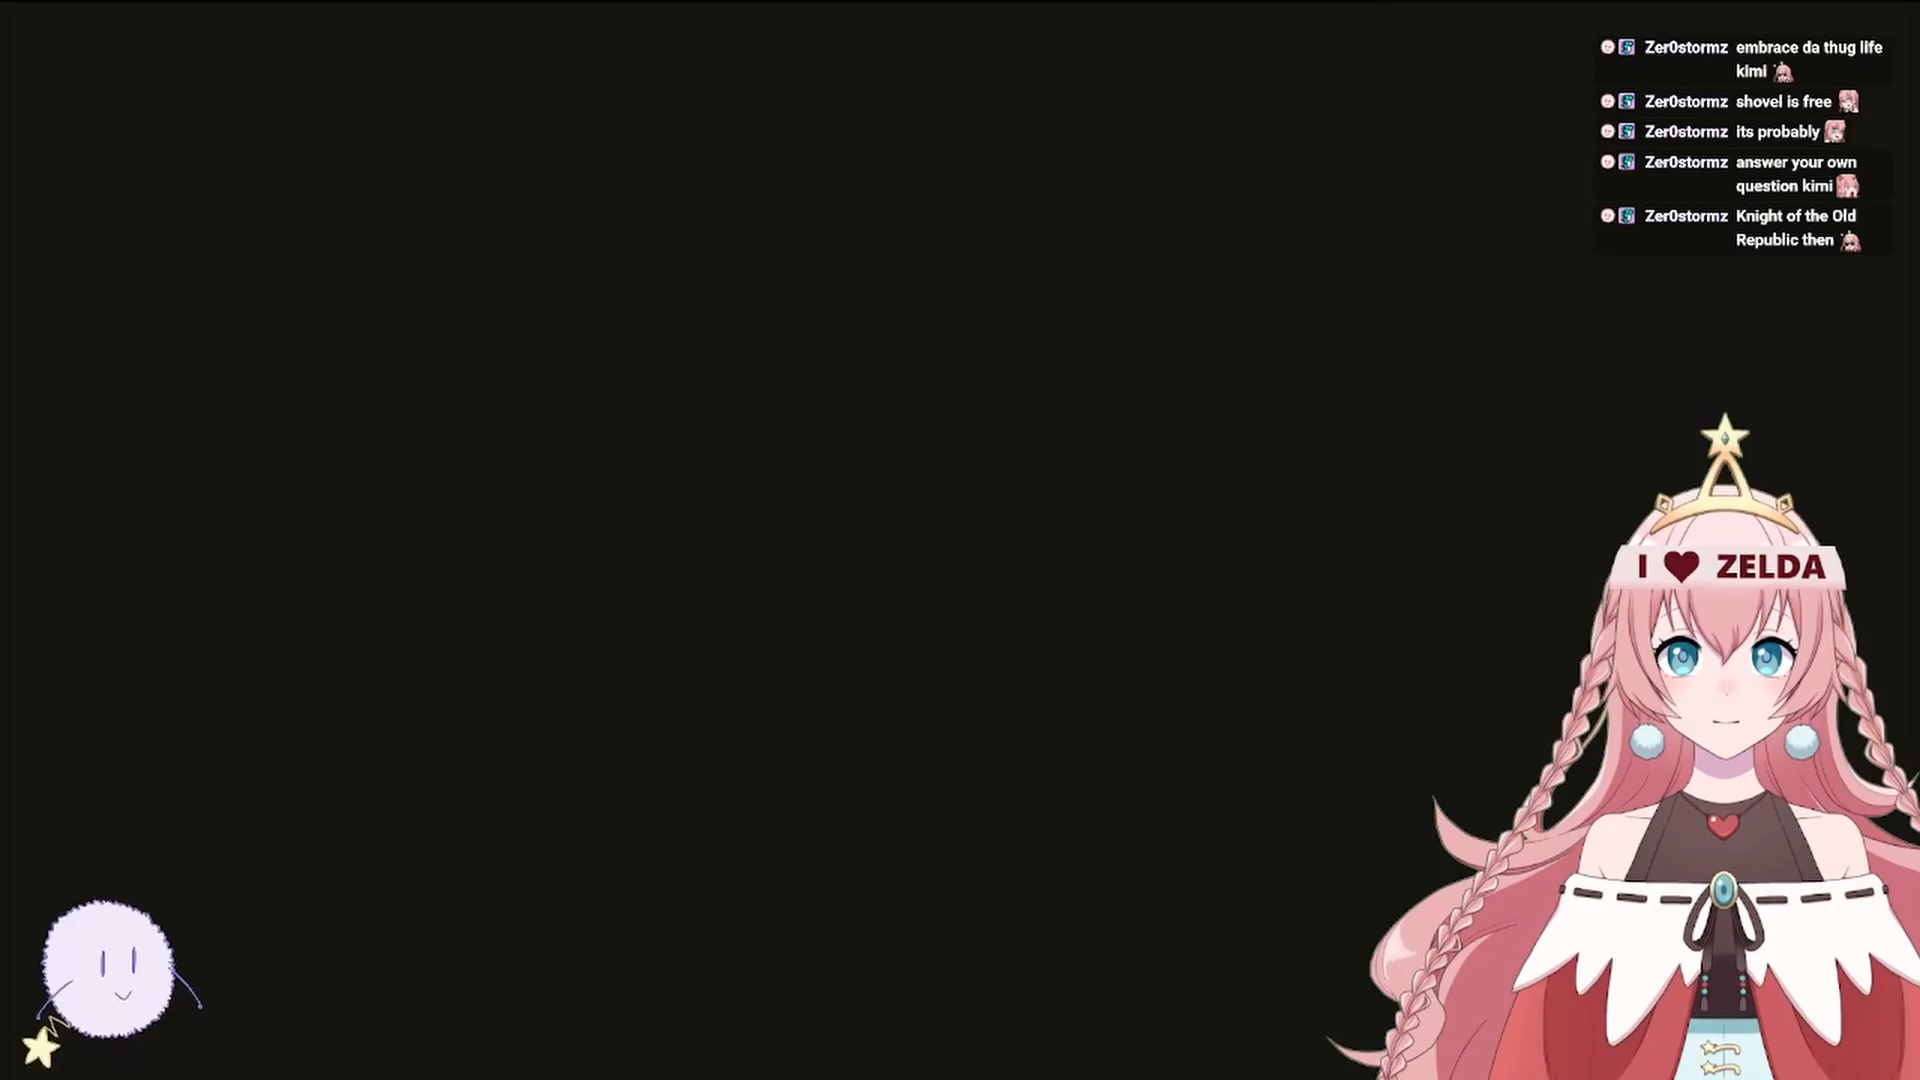 Zer0stormz embrace da thug life
kimi
Zer0stormz shovel is free
Zer0stormz its probably
Zer0stormz answer your own
question kimi
Zer0stormz Knight of the Old
Republic then
I ♥ ZELDA